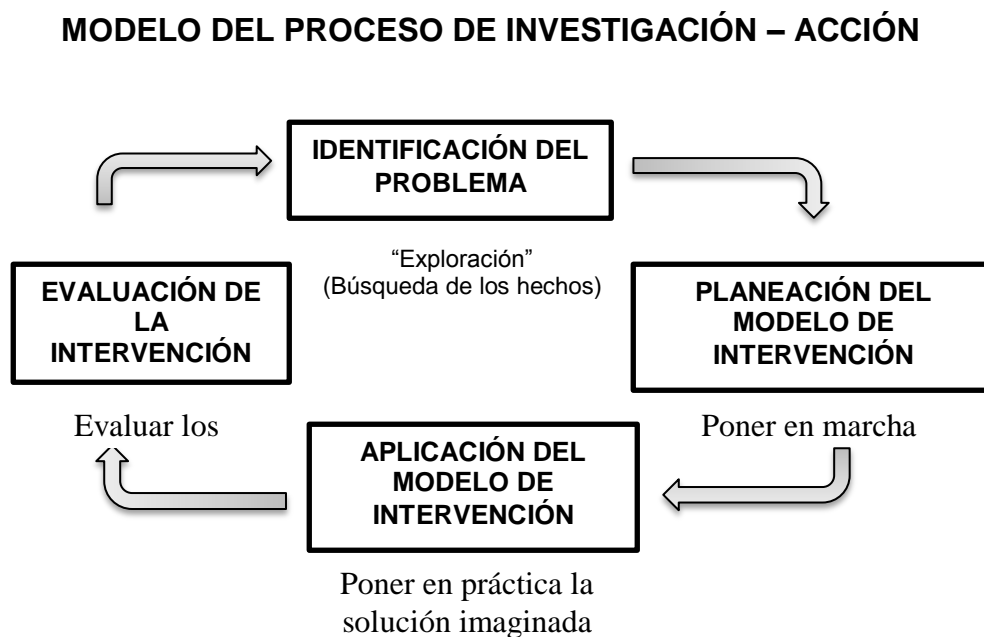 MODELO DEL PROCESO DE INVESTIGACIÓN – ACCIÓN
IDENTIFICACIÓN DEL
PROBLEMA
“Exploración”
(Búsqueda de los hechos)
PLANEACIÓN DEL
MODELO DE
INTERVENCIÓN
Poner en marcha
APLICACIÓN DEL
MODELO DE
INTERVENCIÓN
Poner en práctica la
solución imaginada
EVALUACIÓN DE
LA
INTERVENCIÓN
Evaluar los